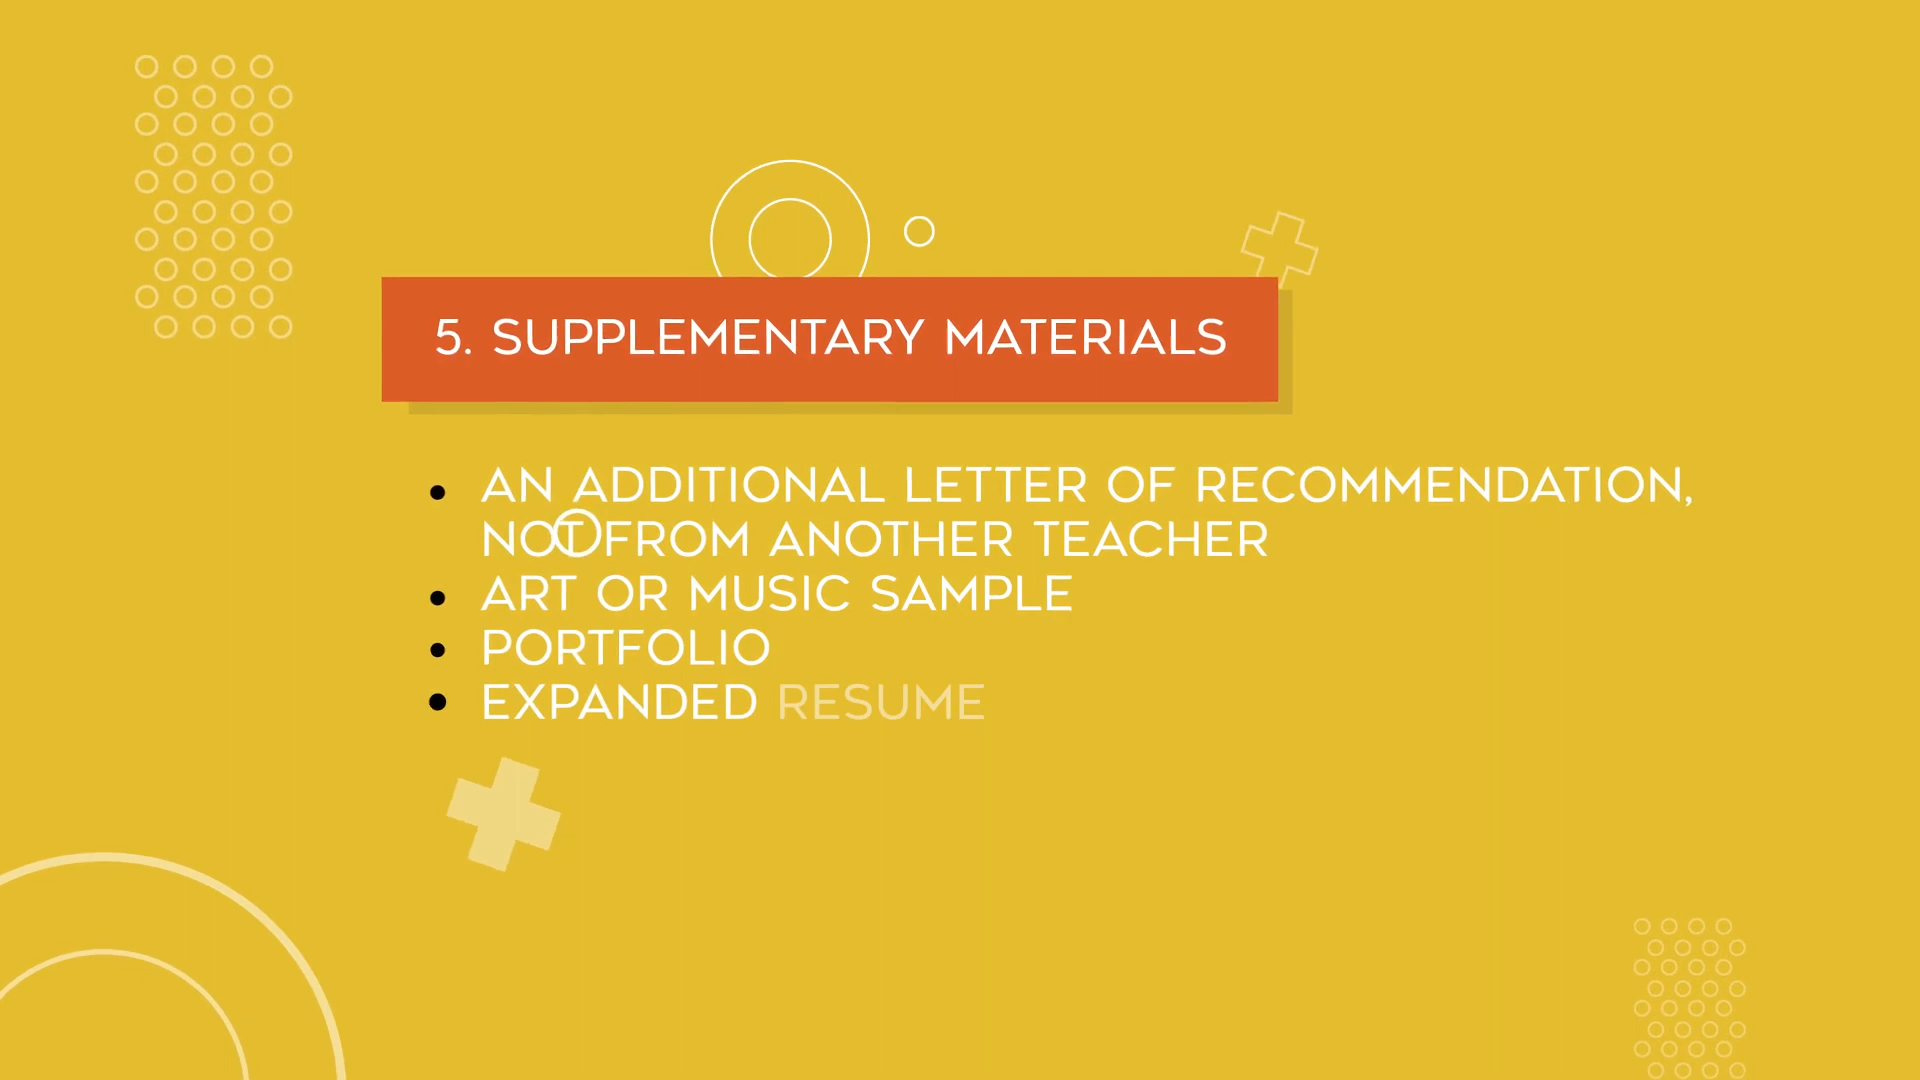 5. SUPPLEMENTARY MATERIALS
• AN ADDITIONAL LETTER OF RECOMMENDATION,
NOT FROM ANOTHER TEACHER
• ART OR MUSIC SAMPLE
• PORTFOLIO
• EXPANDED RESUME